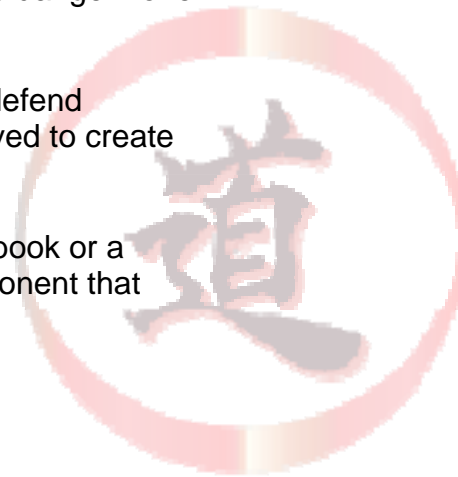 defend
ved to create
book or a
onent that
道